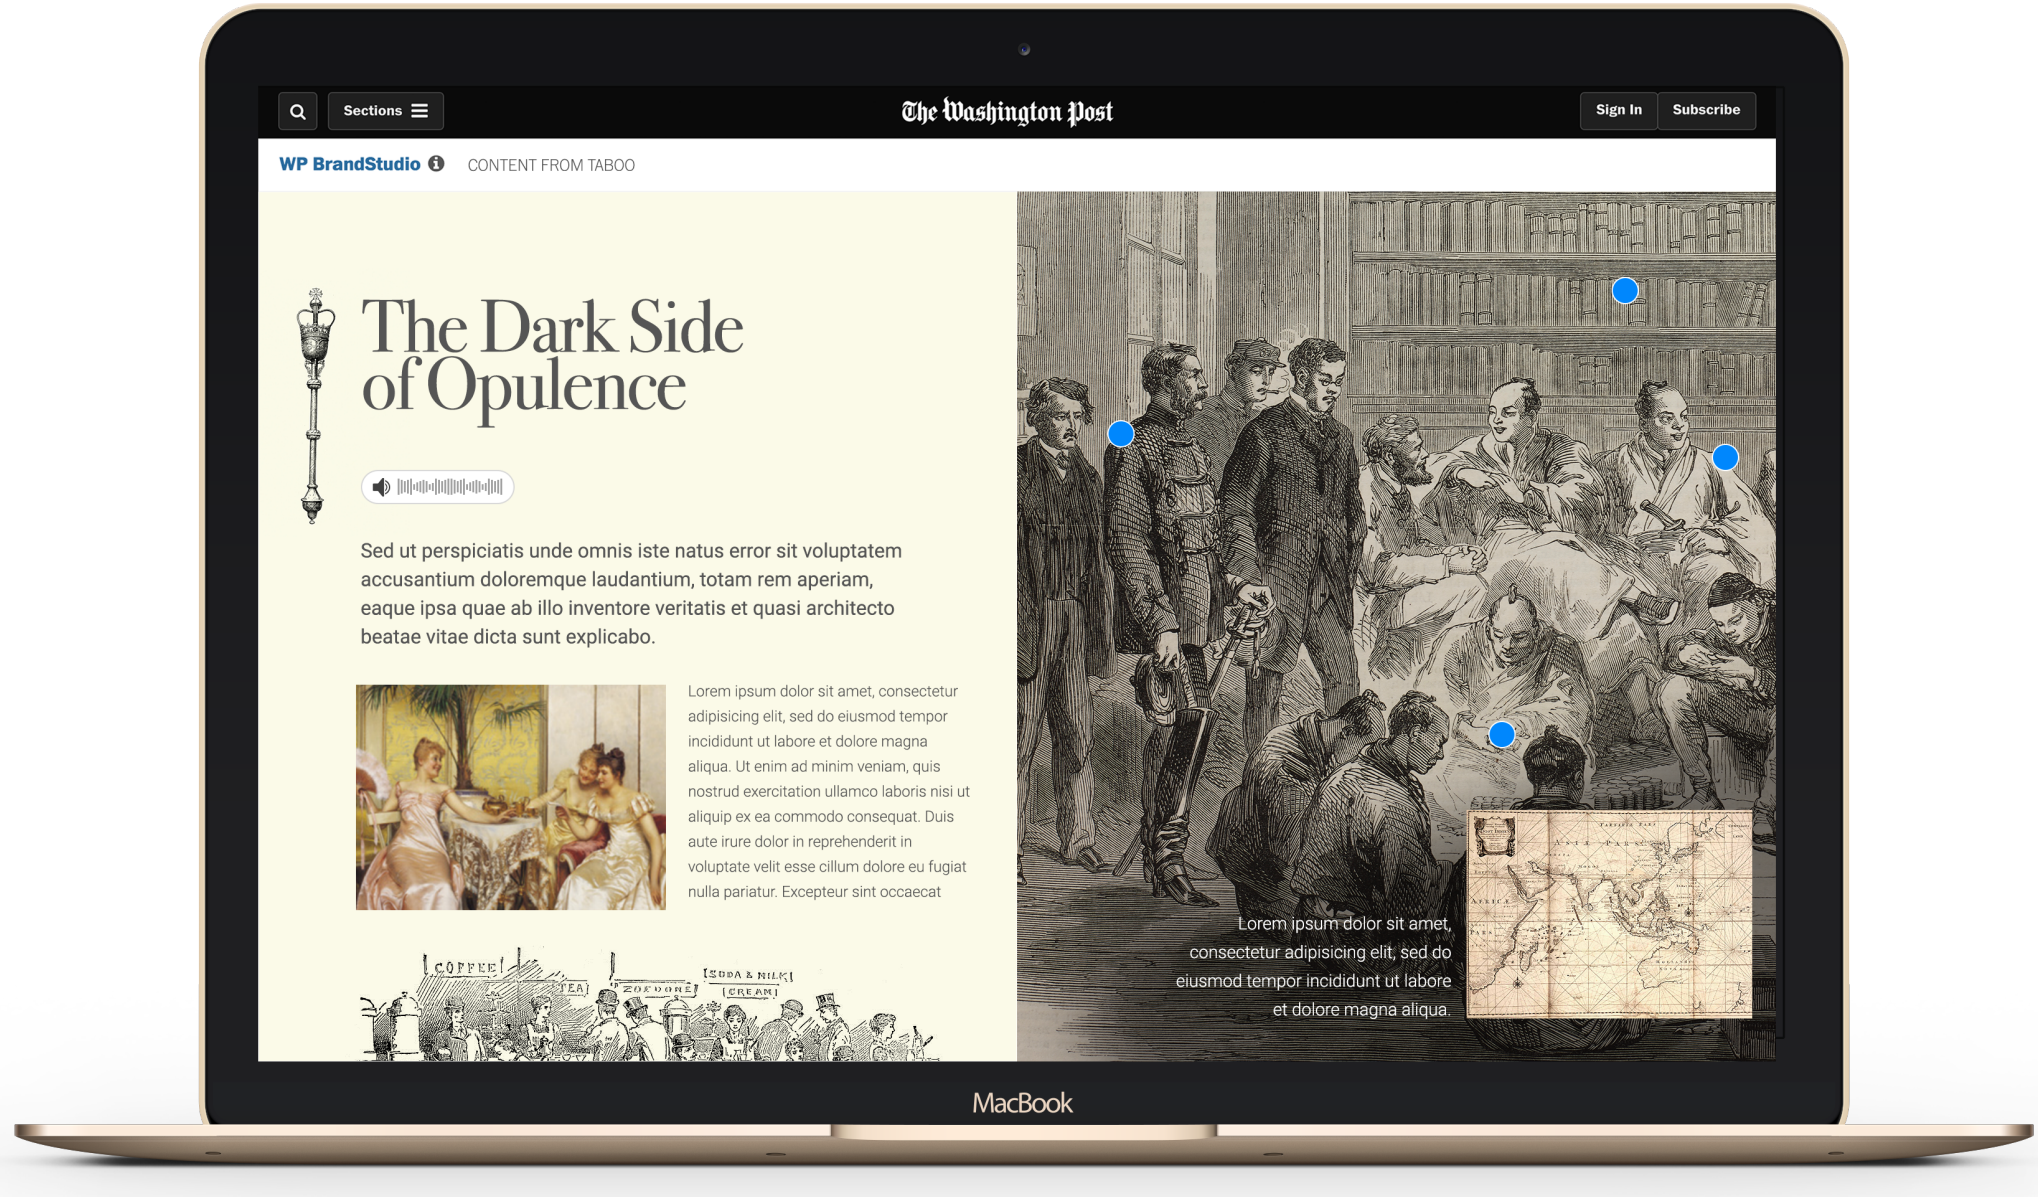 Sections
The Washington Post
Sign In
Subscribe
WP BrandStudio
CONTENT FROM TABOO
The Dark Side
of Opulence
Sed ut perspiciatis unde omnis iste natus error sit voluptatem
accusantium doloremque laudantium, totam rem aperiam,
eaque ipsa quae ab illo inventore veritatis et quasi architecto
beatae vitae dicta sunt explicabo.
Lorem ipsum dolor sit amet, consectetur
adipisicing elit, sed do eiusmod tempor
incididunt ut labore et dolore magna
aliqua. Ut enim ad minim veniam, quis
nostrud exercitation ullamco laboris nisi ut
aliquip ex ea commodo consequat. Duis
aute irure dolor in reprehenderit in
voluptate velit esse cillum dolore eu fugiat
nulla pariatur. Excepteur sint occaecat
COFFEE!
TEA
ZOEDONE
SODA & MILK
CREAM
Lorem ipsum dolor sit amet,
consectetur adipisicing elit, sed do
eiusmod tempor incididunt ut labore
et dolore magna aliqua.
ASIÆ PARS
AFRICÆ
PARS
MacBook